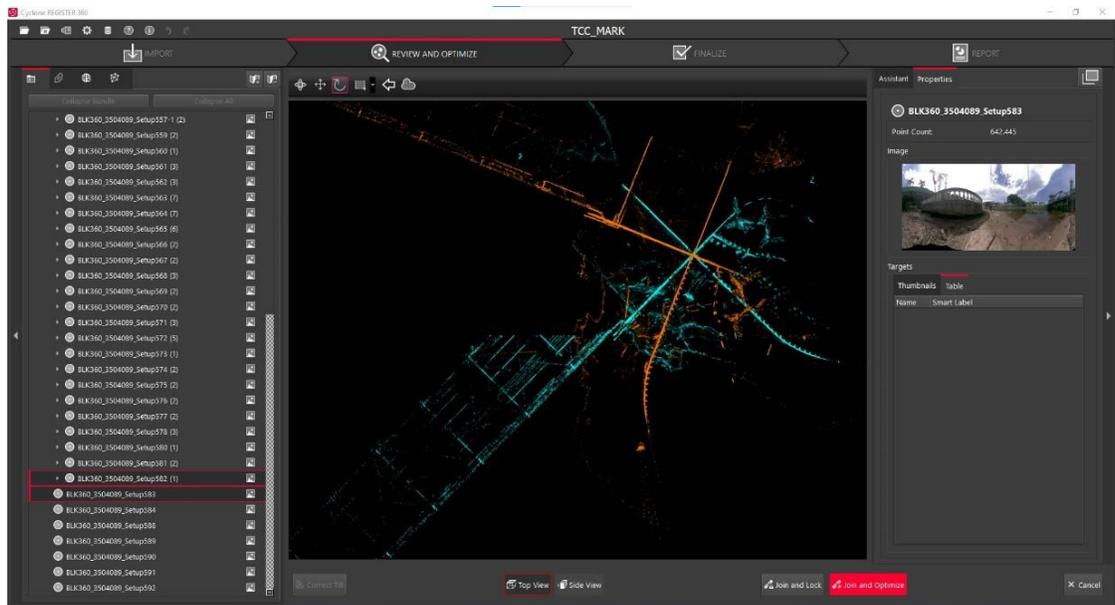 Cyclone REGISTER 360
TCC_MARK
IMPORT
REVIEW AND OPTIMIZE
FINALIZE
REPORT
Collapse Bundle
Collapse All
BLK360_3504089_Setup557-1 (2)
BLK360_3504089_Setup559 (2)
BLK360_3504089_Setup560 (1)
BLK360_3504089_Setup561 (3)
BLK360_3504089_Setup562 (3)
BLK360_3504089_Setup563 (7)
BLK360_3504089_Setup564 (7)
BLK360_3504089_Setup565 (6)
BLK360_3504089_Setup566 (2)
BLK360_3504089_Setup567 (2)
BLK360_3504089_Setup568 (3)
BLK360_3504089_Setup569 (2)
BLK360_3504089_Setup570 (2)
BLK360_3504089_Setup571 (3)
BLK360_3504089_Setup572 (5)
BLK360_3504089_Setup573 (1)
BLK360_3504089_Setup574 (2)
BLK360_3504089_Setup575 (2)
BLK360_3504089_Setup576 (2)
BLK360_3504089_Setup577 (2)
BLK360_3504089_Setup578 (3)
BLK360_3504089_Setup580 (1)
BLK360_3504089_Setup581 (2)
BLK360_3504089_Setup582 (1)
BLK360_3504089_Setup583
BLK360_3504089_Setup584
BLK360_3504089_Setup588
BLK360_3504089_Setup589
BLK360_3504089_Setup590
BLK360_3504089_Setup591
BLK360_3504089_Setup592
Correct Tilt
Top View
Side View
Join and Lock
Join and Optimize
Cancel
Assistant
Properties
BLK360_3504089_Setup583
Point Count: 642,445
Image
Targets
Thumbnails
Table
Name
Smart Label